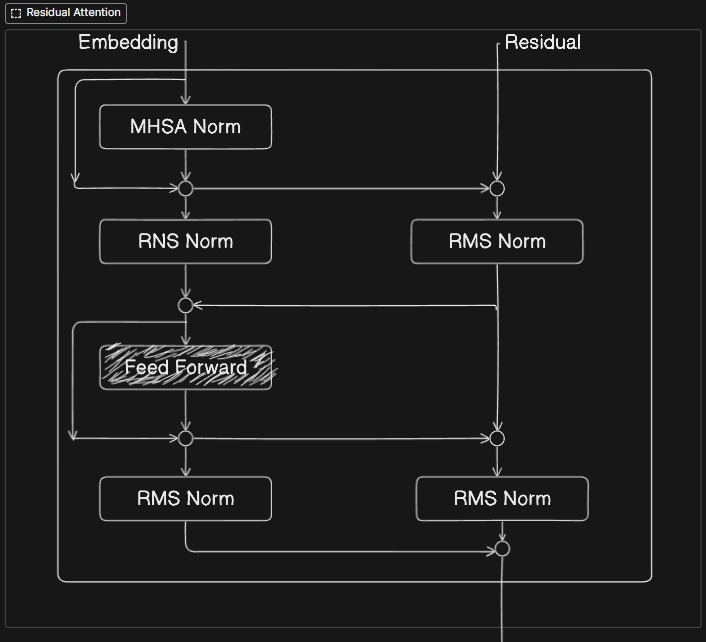 Residual Attention
Embedding
Residual
MHSA Norm
RNS Norm
RMS Norm
Feed Forward
RMS Norm
RMS Norm